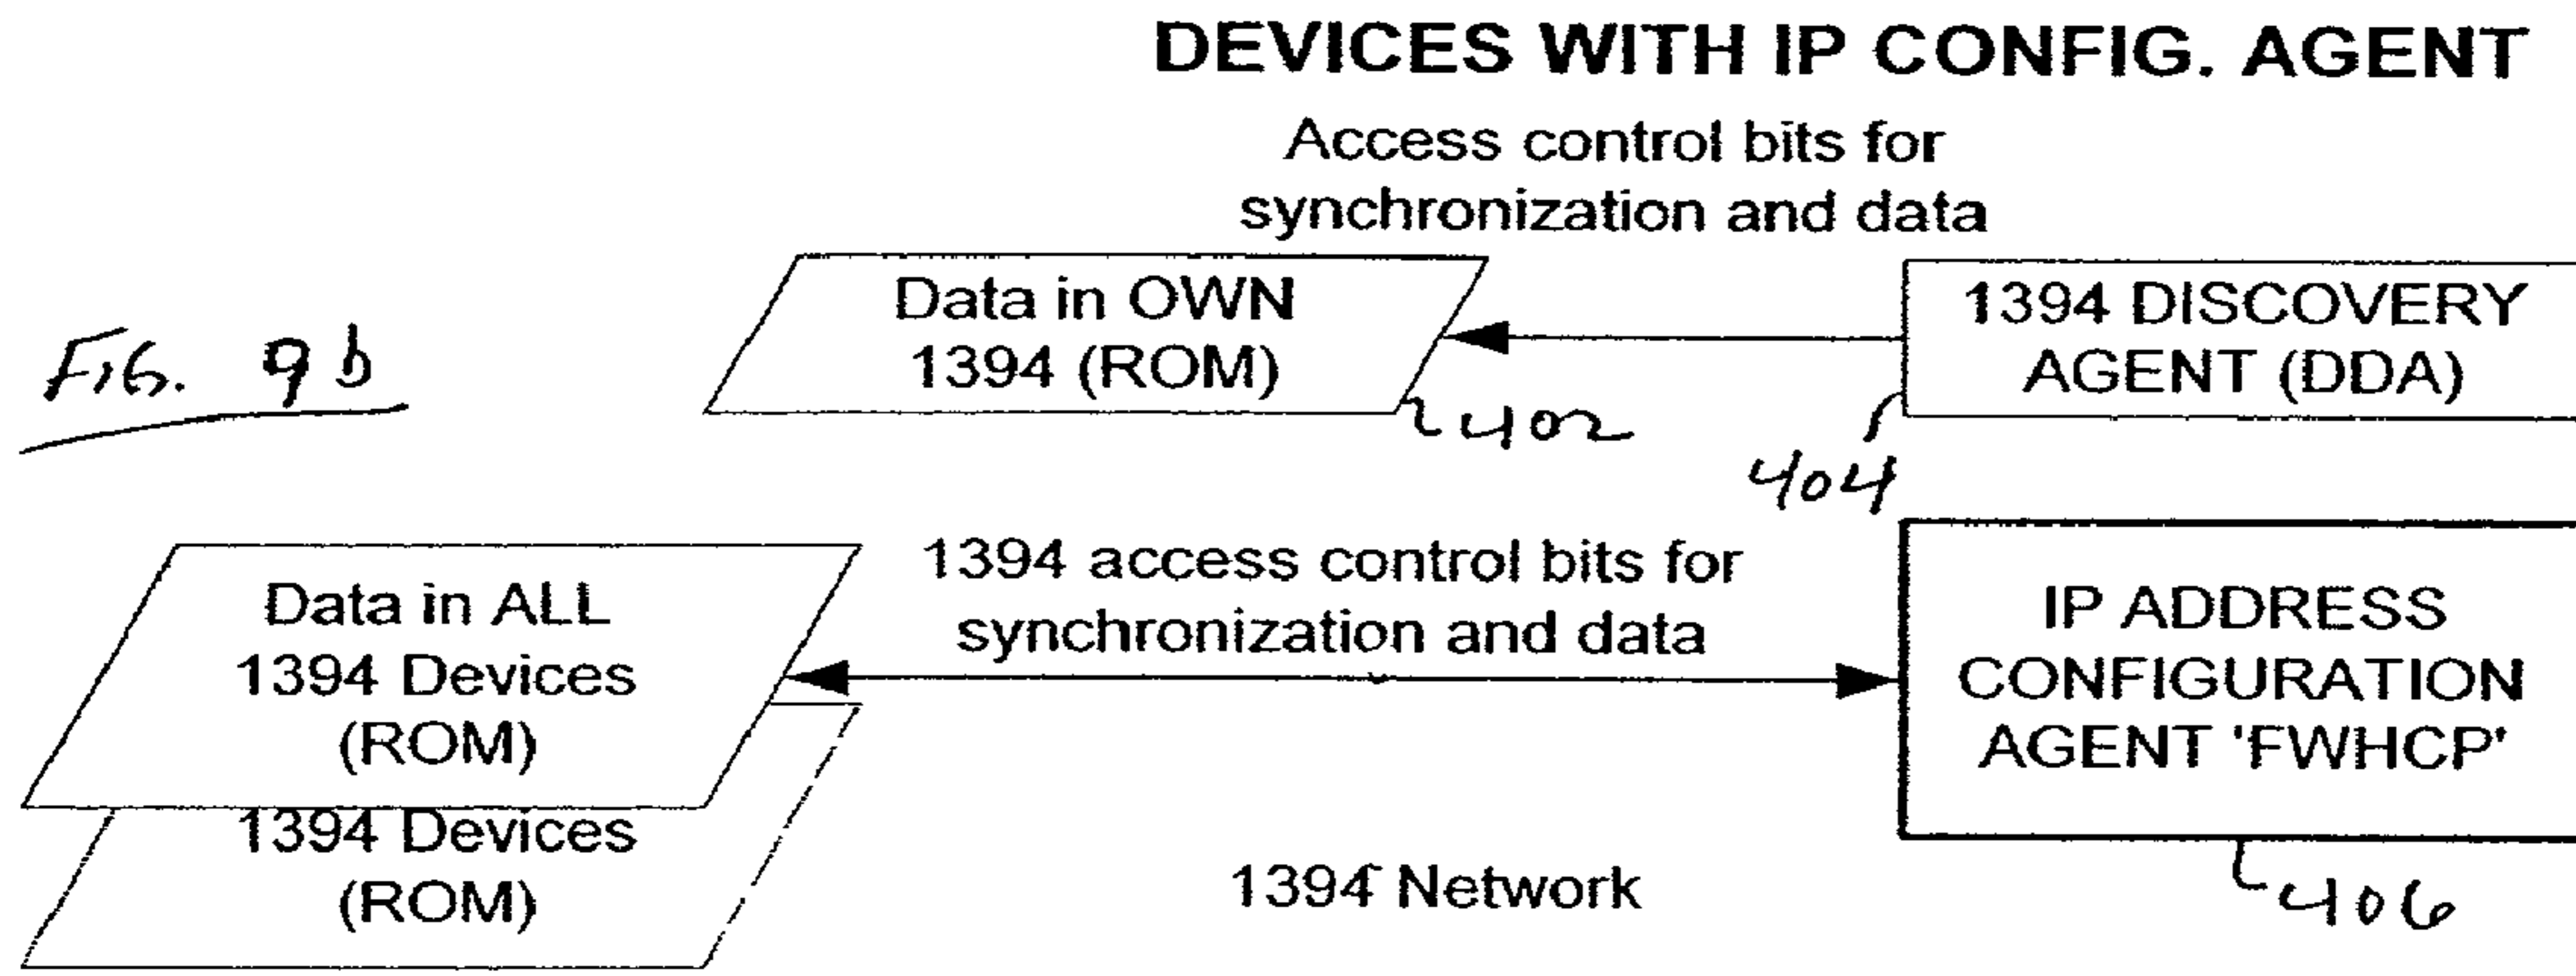 DEVICES WITH IP CONFIG. AGENT
Access control bits for
synchronization and data
Data in OWN
1394 (ROM)
1394 DISCOVERY
AGENT (DDA)
FIG. 9b
402
404
Data in ALL
1394 Devices
(ROM)
1394 access control bits for
synchronization and data
IP ADDRESS
CONFIGURATION
AGENT 'FWHCP'
1394 Devices
(ROM)
1394 Network
406